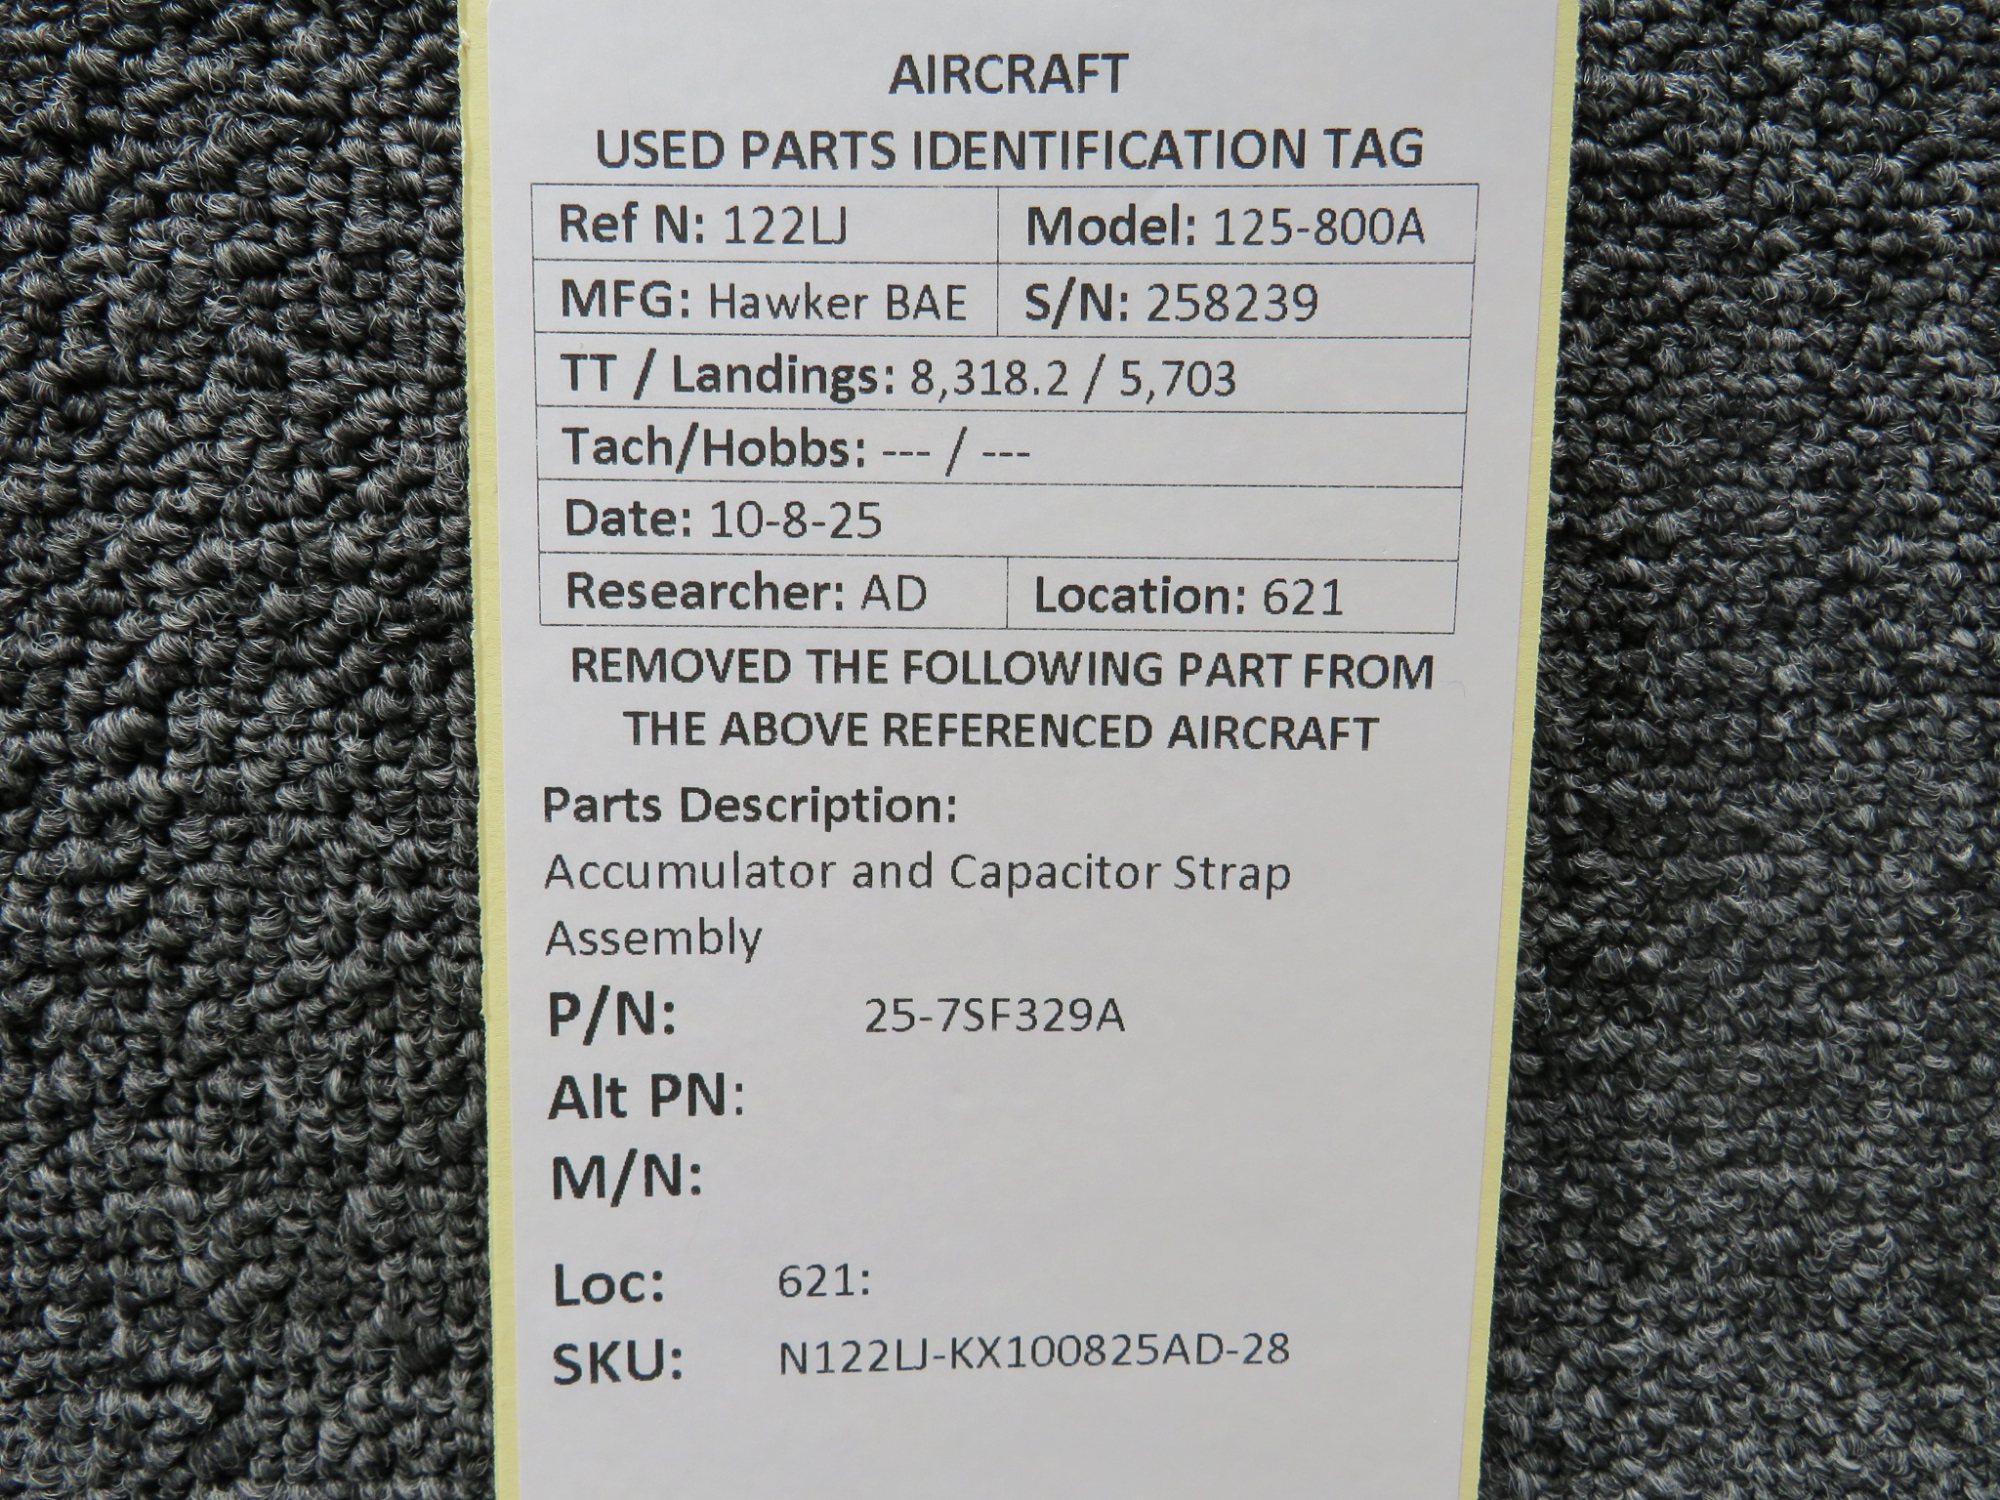 AIRCRAFT
USED PARTS IDENTIFICATION TAG
Ref N: 122LJ Model: 125-800A
MFG: Hawker BAE S/N: 258239
TT / Landings: 8,318.2 / 5,703
Tach/Hobbs: --- / ---
Date: 10-8-25
Researcher: AD Location: 621
REMOVED THE FOLLOWING PART FROM
THE ABOVE REFERENCED AIRCRAFT
Parts Description:
Accumulator and Capacitor Strap
Assembly
P/N: 25-7SF329A
Alt PN:
M/N:
Loc: 621:
SKU: N122LJ-KX100825AD-28